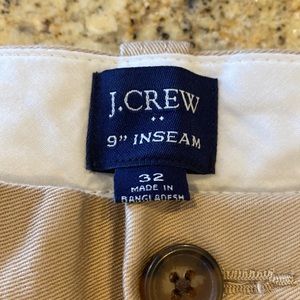 J.CREW
9" INSEAM
32
MADE IN
BANGLADESH